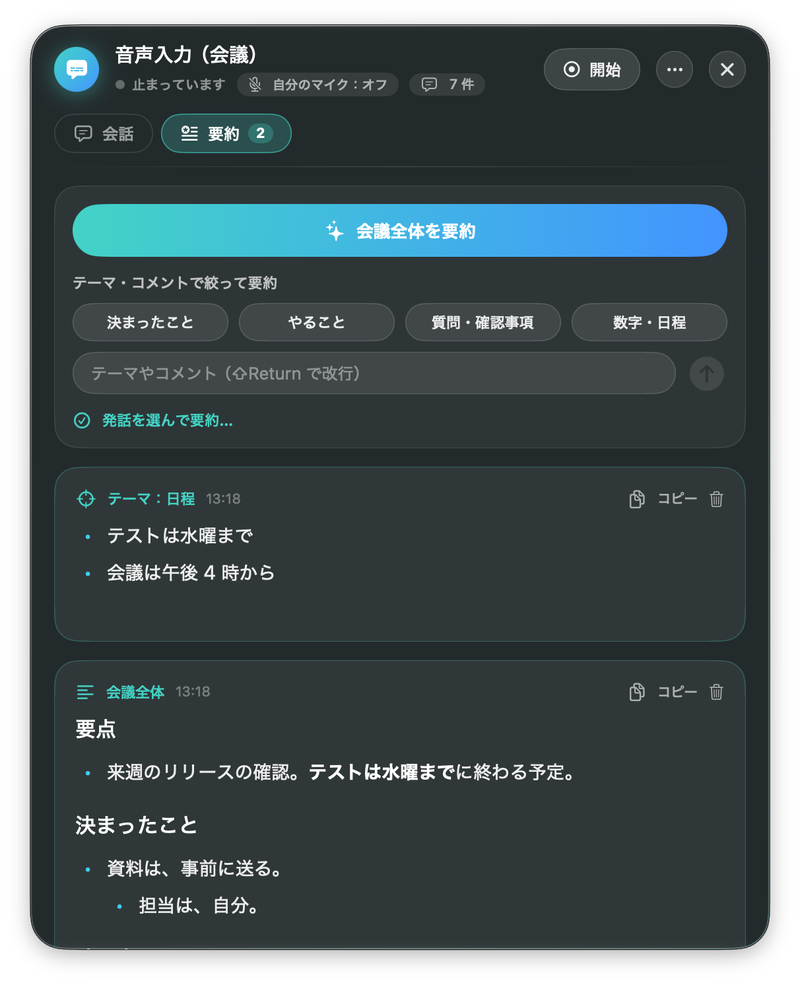 音声入力（会議）
止まっています
自分のマイク：オフ
7 件
開始
会話
要約 2
会議全体を要約
テーマ・コメントで絞って要約
決まったこと
やること
質問・確認事項
数字・日程
テーマやコメント（⇧Return で改行）
発話を選んで要約...
テーマ：日程 13:18
コピー
• テストは水曜まで
• 会議は午後 4 時から
会議全体 13:18
コピー
要点
• 来週のリリースの確認。テストは水曜までに終わる予定。
決まったこと
• 資料は、事前に送る。
• 担当は、自分。